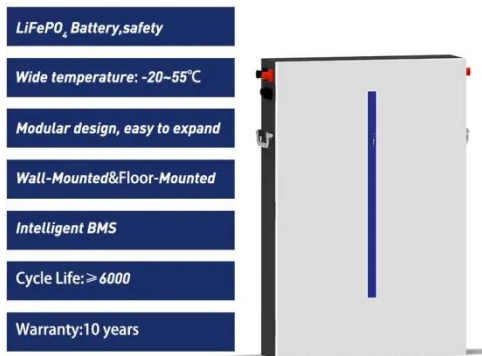 LiFePO₄ Battery,safety
Wide temperature: -20~55℃
Modular design, easy to expand
Wall-Mounted&Floor-Mounted
Intelligent BMS
Cycle Life:≥6000
Warranty:10 years